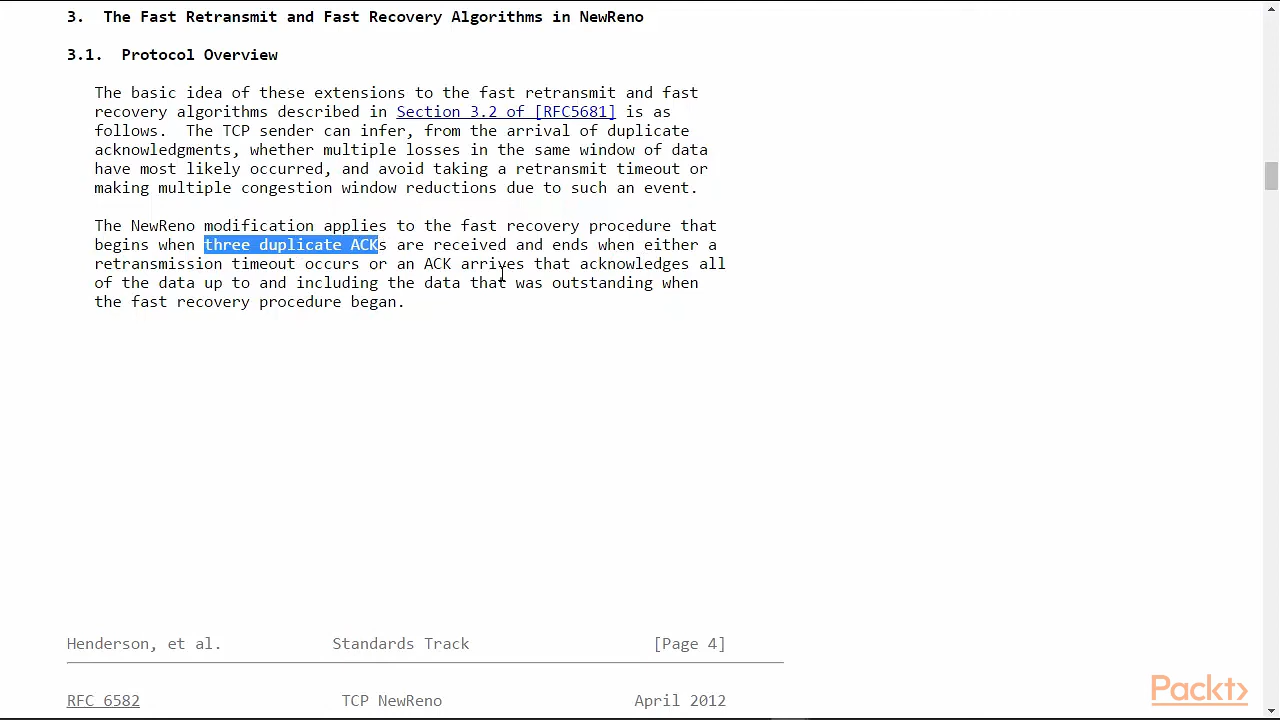 3.  The Fast Retransmit and Fast Recovery Algorithms in NewReno
3.1.  Protocol Overview
The basic idea of these extensions to the fast retransmit and fast
recovery algorithms described in Section 3.2 of [RFC5681] is as
follows.  The TCP sender can infer, from the arrival of duplicate
acknowledgments, whether multiple losses in the same window of data
have most likely occurred, and avoid taking a retransmit timeout or
making multiple congestion window reductions due to such an event.
The NewReno modification applies to the fast recovery procedure that
begins when three duplicate ACKs are received and ends when either a
retransmission timeout occurs or an ACK arrives that acknowledges all
of the data up to and including the data that was outstanding when
the fast recovery procedure began.
Henderson, et al. Standards Track [Page 4]
RFC 6582 TCP NewReno April 2012
Packt